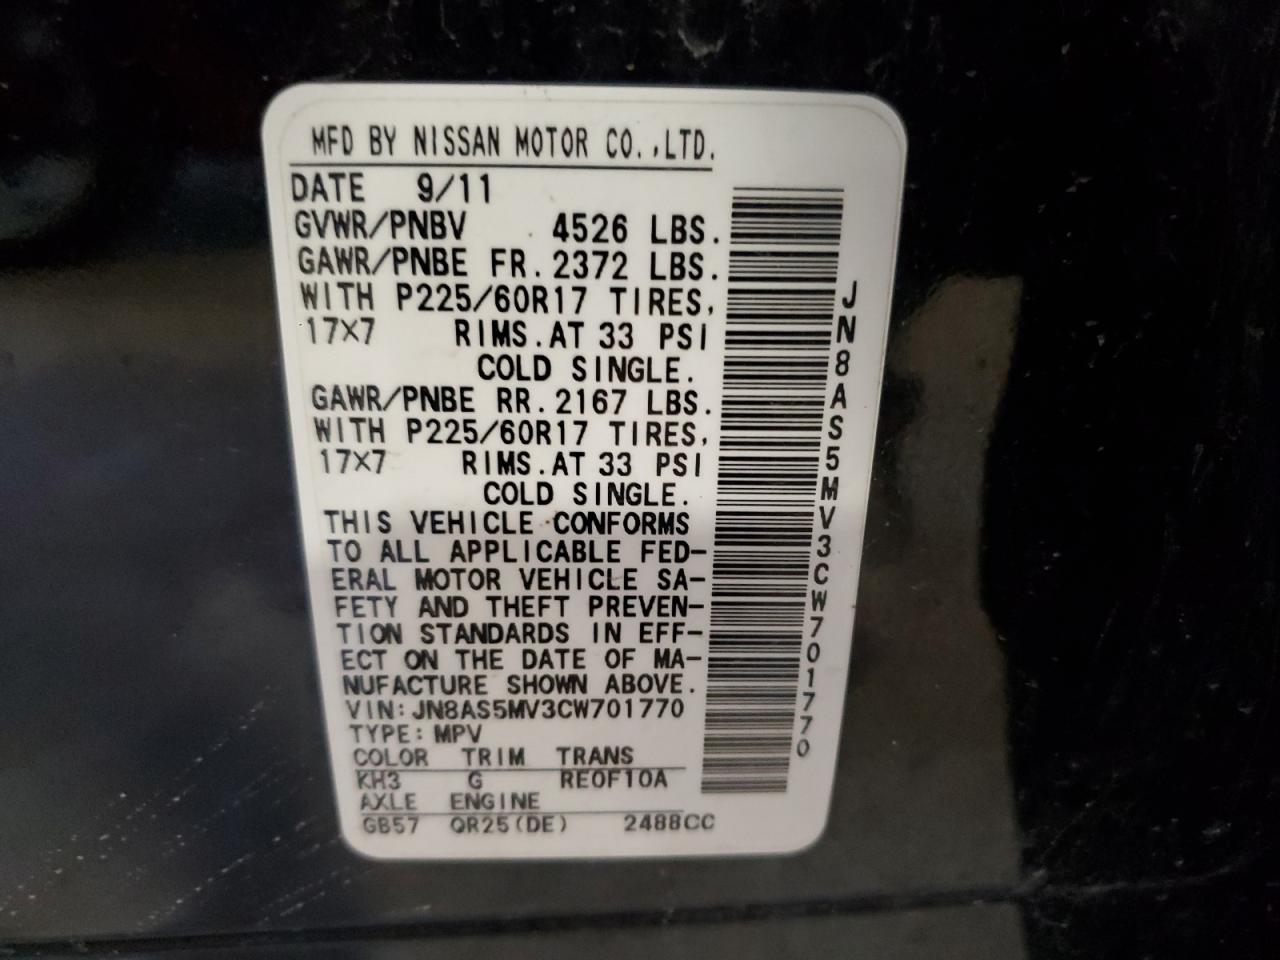 MFD BY NISSAN MOTOR CO.,LTD.
DATE 9/11
GVWR/PNBV 4526 LBS.
GAWR/PNBE FR. 2372 LBS.
WITH P225/60R17 TIRES,
17×7 RIMS. AT 33 PSI
COLD SINGLE.
GAWR/PNBE RR. 2167 LBS.
WITH P225/60R17 TIRES,
17×7 RIMS. AT 33 PSI
COLD SINGLE.
THIS VEHICLE CONFORMS
TO ALL APPLICABLE FED-
ERAL MOTOR VEHICLE SA-
FETY AND THEFT PREVEN-
TION STANDARDS IN EFF-
ECT ON THE DATE OF MA-
NUFACTURE SHOWN ABOVE.
VIN: JN8AS5MV3CW701770
TYPE: MPV
COLOR TRIM TRANS
KH3 G RE0F10A
AXLE ENGINE
GB57 QR25(DE) 2488CC
JN8AS5MV3CW701770